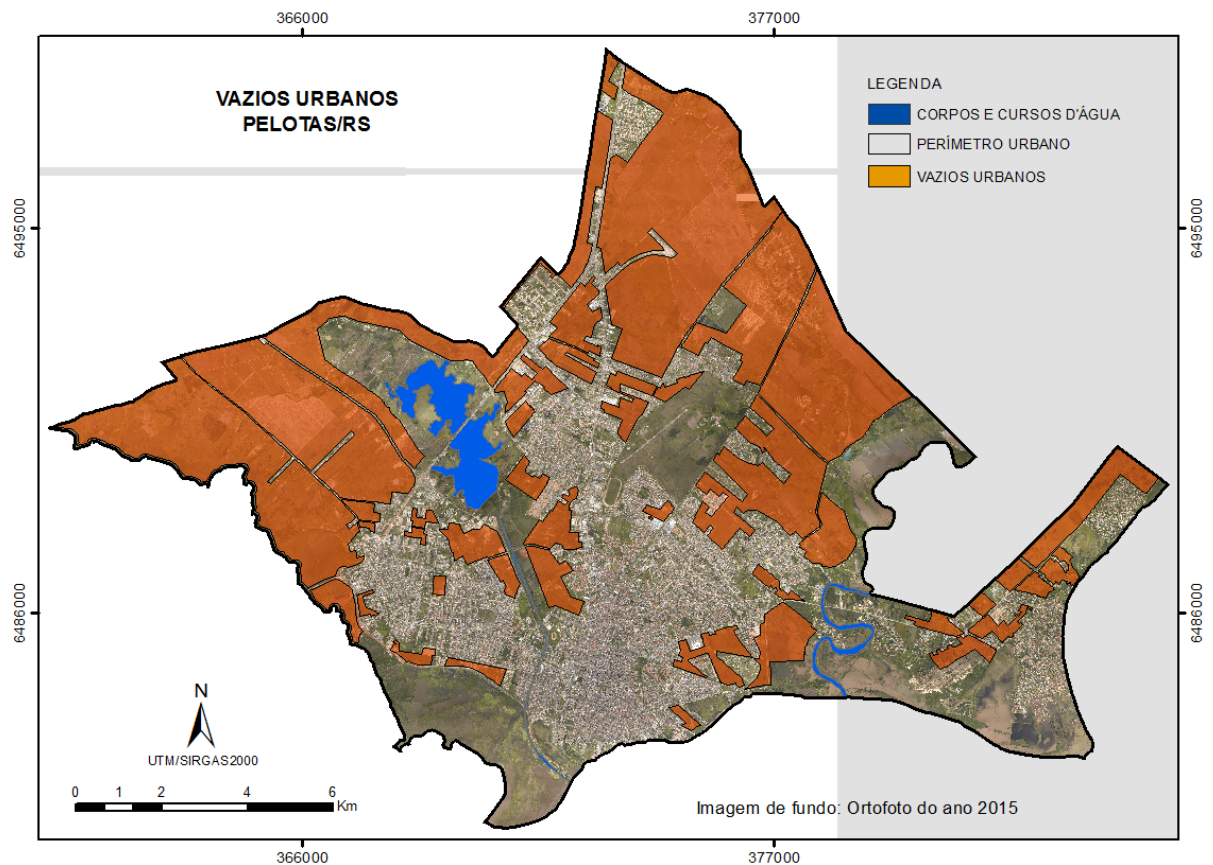 366000 377000
VAZIOS URBANOS
PELOTAS/RS
LEGENDA
CORPOS E CURSOS D'ÁGUA
PERÍMETRO URBANO
VAZIOS URBANOS
6495000 6495000
6486000 6486000
N
UTM/SIRGAS2000
0 1 2 4 6
Km
Imagem de fundo: Ortofoto do ano 2015
366000 377000